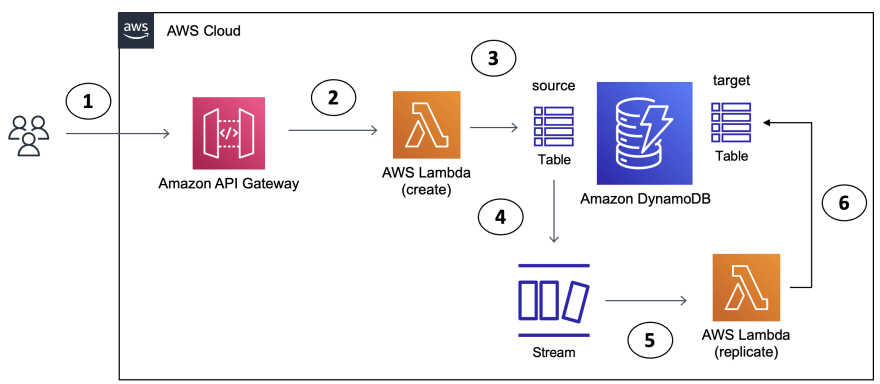 aws
AWS Cloud
1
2
3
source
target
</>
Table
Table
Amazon API Gateway
AWS Lambda
(create)
Amazon DynamoDB
4
6
AWS Lambda
(replicate)
5
Stream